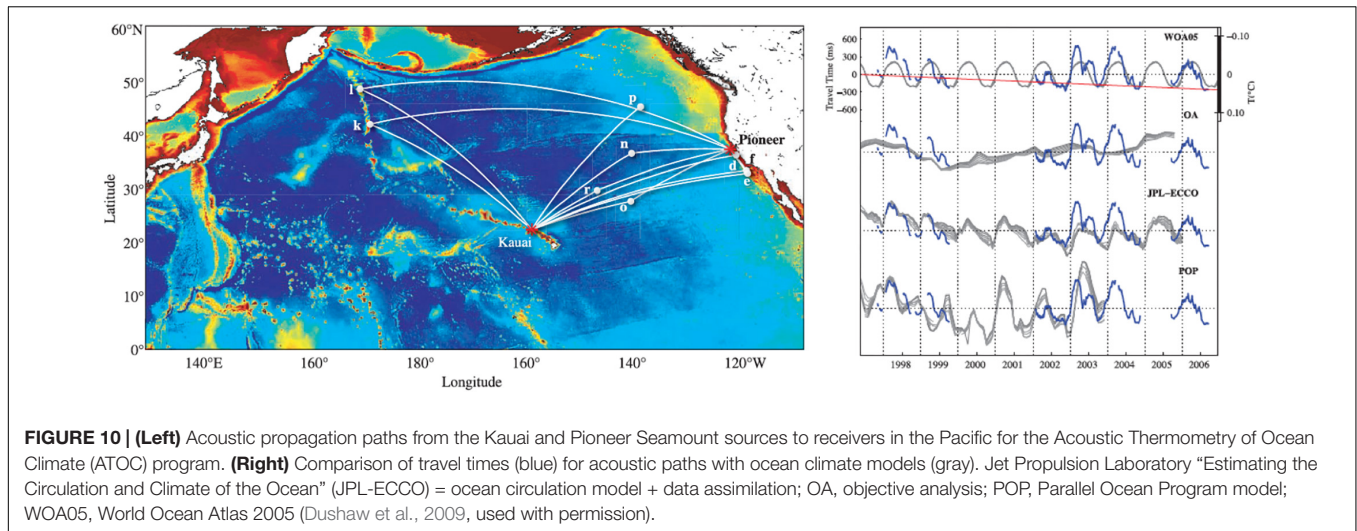 60°N
50°
40°
30°
20°
10°
0°
Latitude
140°E
160°
180°
160°
140°
120°W
Longitude
l
k
p
n
r
o
Pioneer
f
d
e
Kauai
600
300
0
−300
−600
Travel Time (ms)
WOA05
−0.10
0
0.10
T(°C)
OA
JPL–ECCO
POP
1998
1999
2000
2001
2002
2003
2004
2005
2006
FIGURE 10 | (Left) Acoustic propagation paths from the Kauai and Pioneer Seamount sources to receivers in the Pacific for the Acoustic Thermometry of Ocean
Climate (ATOC) program. (Right) Comparison of travel times (blue) for acoustic paths with ocean climate models (gray). Jet Propulsion Laboratory “Estimating the
Circulation and Climate of the Ocean” (JPL-ECCO) = ocean circulation model + data assimilation; OA, objective analysis; POP, Parallel Ocean Program model;
WOA05, World Ocean Atlas 2005 (Dushaw et al., 2009, used with permission).